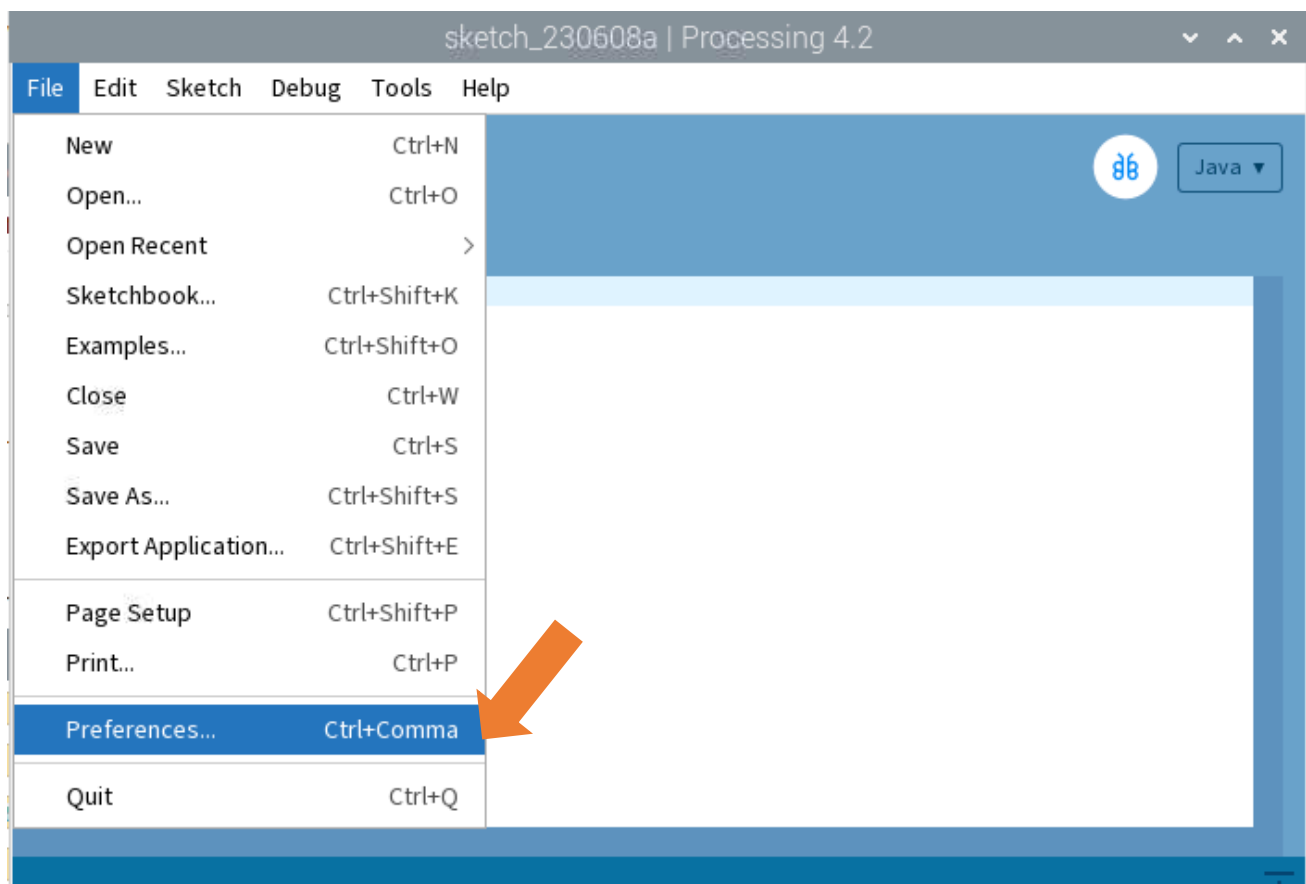 sketch_230608a | Processing 4.2
File Edit Sketch Debug Tools Help
New Ctrl+N
Open... Ctrl+O
Java
Open Recent
Sketchbook... Ctrl+Shift+K
Examples... Ctrl+Shift+O
Close Ctrl+W
Save Ctrl+S
Save As... Ctrl+Shift+S
Export Application... Ctrl+Shift+E
Page Setup Ctrl+Shift+P
Print... Ctrl+P
Preferences... Ctrl+Comma
Quit Ctrl+Q